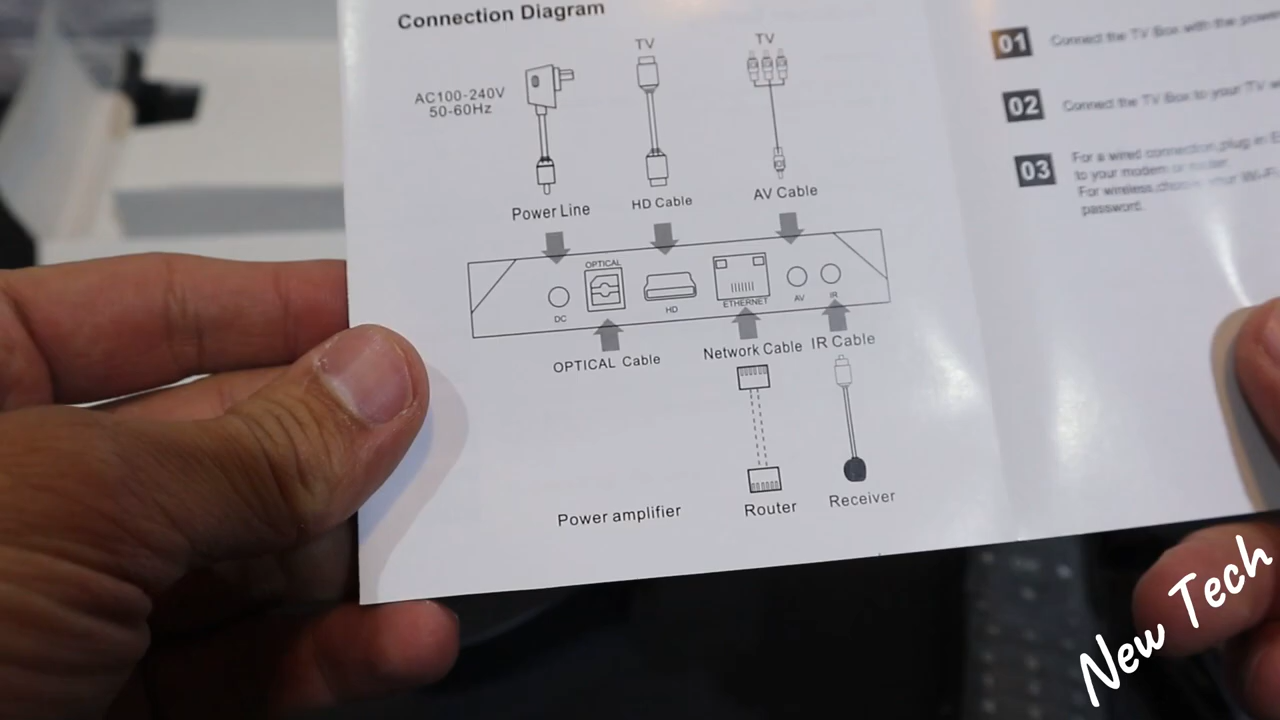 Connection Diagram
TV
TV
AC100-240V
50-60Hz
Power Line
HD Cable
AV Cable
OPTICAL
DC
HD
ETHERNET
AV
IR
OPTICAL Cable
Network Cable
IR Cable
Power amplifier
Router
Receiver
01
Connect the TV Box with the power
02
Connect the TV Box to your TV
03
For a wired connection, plug in
to your modem or router.
For wireless, your Wi-Fi
password.
New Tech